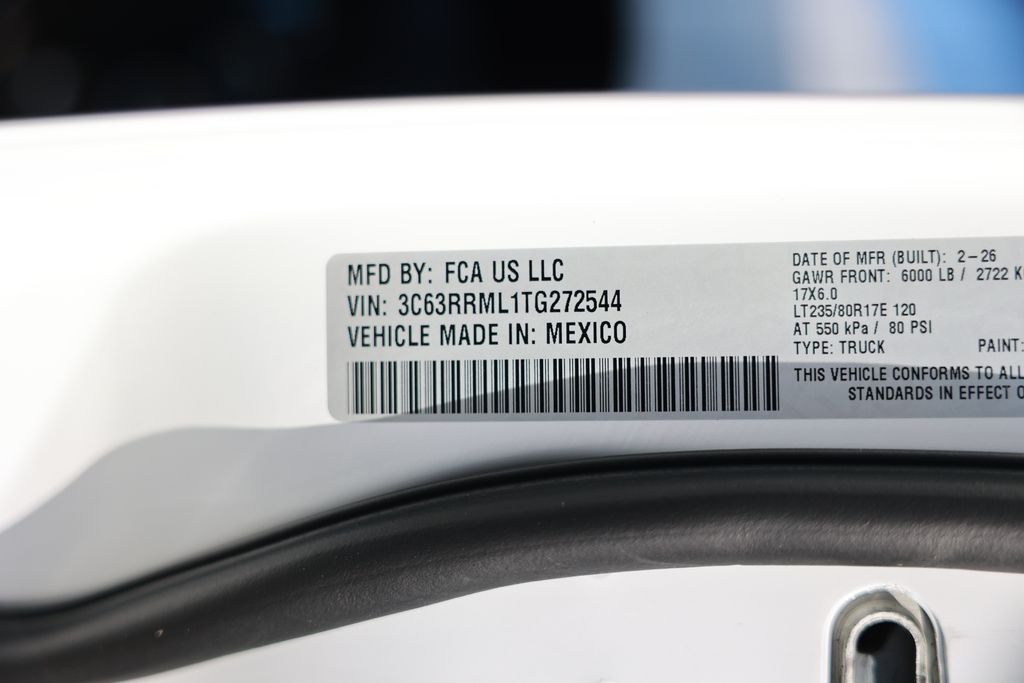 MFD BY: FCA US LLC
VIN: 3C63RRML1TG272544
VEHICLE MADE IN: MEXICO
DATE OF MFR (BUILT): 2-26
GAWR FRONT: 6000 LB / 2722 K
17X6.0
LT235/80R17E 120
AT 550 kPa / 80 PSI
TYPE: TRUCK PAINT:
THIS VEHICLE CONFORMS TO ALL
STANDARDS IN EFFECT O